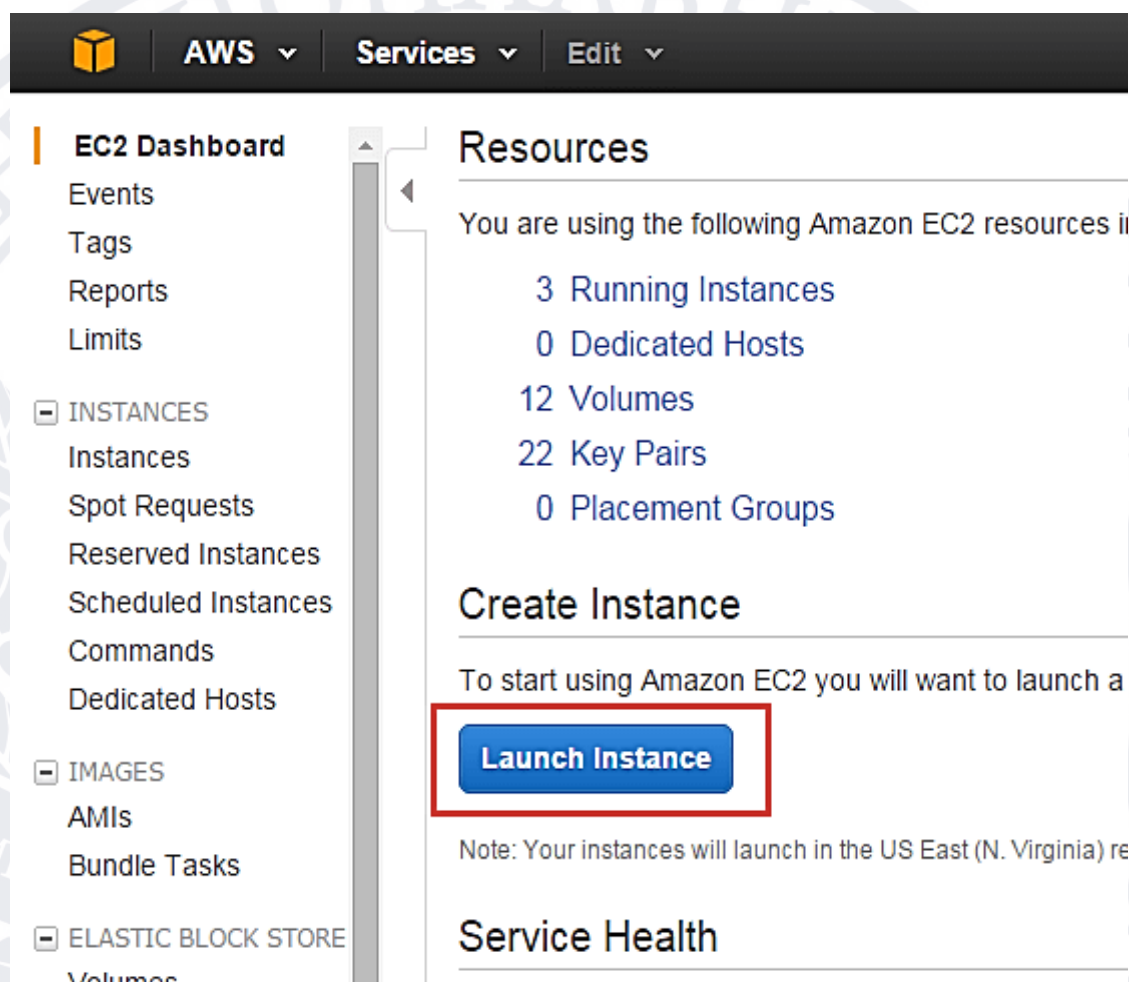 AWS Services Edit
EC2 Dashboard
Events
Tags
Reports
Limits
INSTANCES
Instances
Spot Requests
Reserved Instances
Scheduled Instances
Commands
Dedicated Hosts
IMAGES
AMIs
Bundle Tasks
ELASTIC BLOCK STORE
Volumes
Resources
You are using the following Amazon EC2 resources
3 Running Instances
0 Dedicated Hosts
12 Volumes
22 Key Pairs
0 Placement Groups
Create Instance
To start using Amazon EC2 you will want to launch a
Launch Instance
Note: Your instances will launch in the US East (N. Virginia)
Service Health